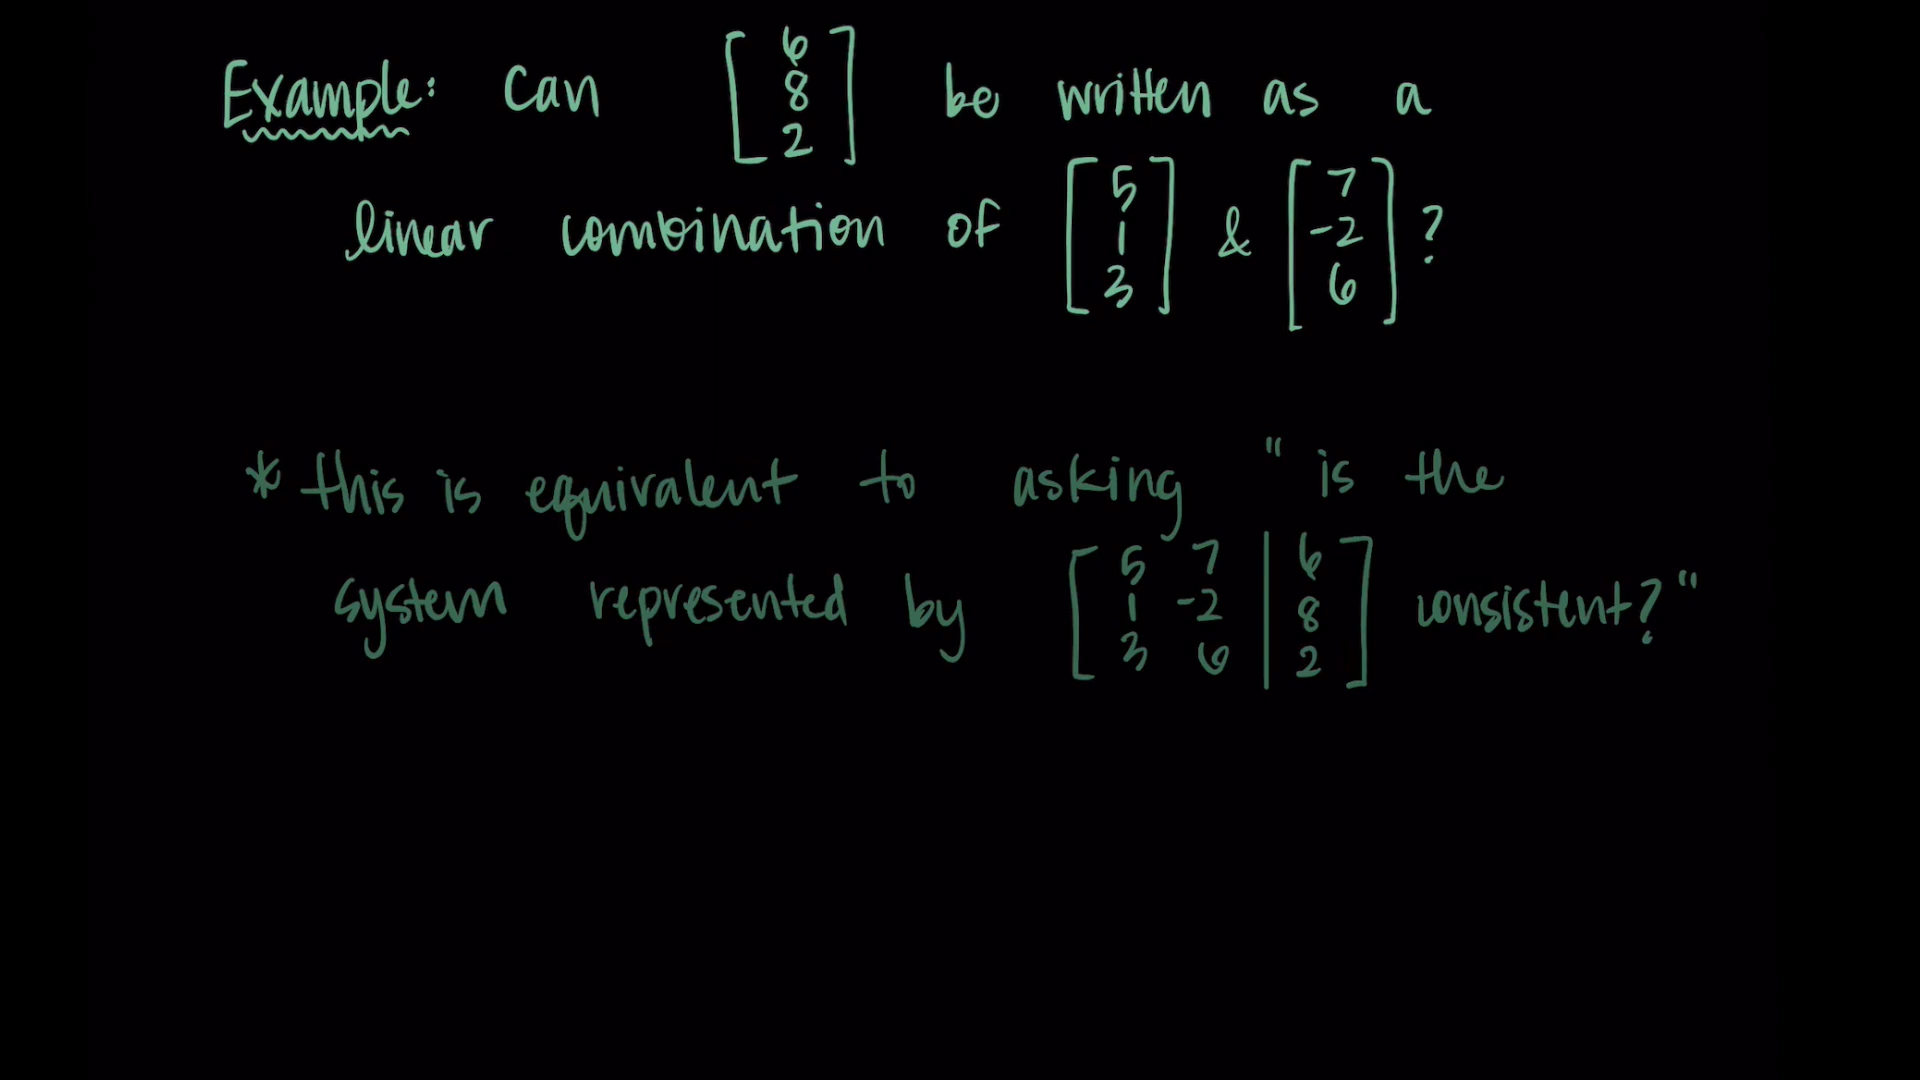 Example: Can [6 8 2] be written as a
linear combination of [5 1 3] & [7 -2 6]?
* this is equivalent to asking "is the
system represented by [5 7 | 6
1 -2 | 8
3 6 | 2] consistent?"